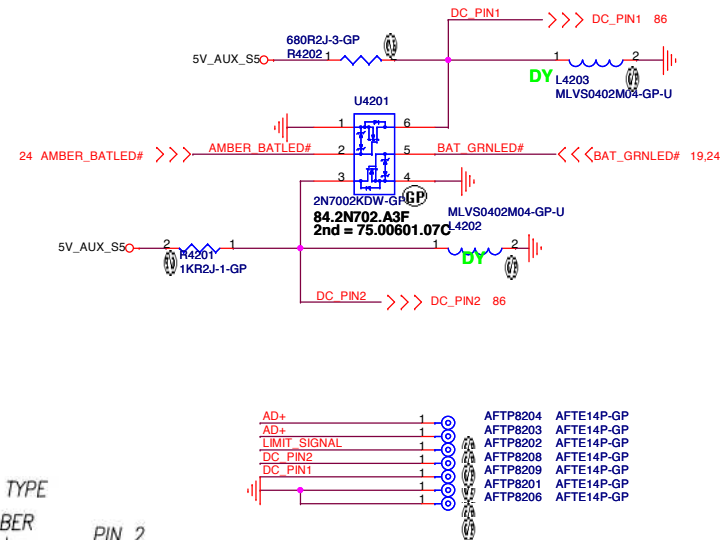 DC_PIN1
DC_PIN1 86
680R2J-3-GP
R4202
5V_AUX_S5
1
1 2
DY
L4203
MLVS0402M04-GP-U
U4201
1 6
24 AMBER_BATLED# AMBER_BATLED# 2 5 BAT_GRNLED# BAT_GRNLED# 19,24
3 4
2N7002KDW-GP
GP
84.2N702.A3F
2nd = 75.00601.07C
MLVS0402M04-GP-U
L4202
5V_AUX_S5 2 1 1 2
R4201
DY
1KR2J-1-GP
DC_PIN2 DC_PIN2 86
AD+ 1 AFTP8204 AFTE14P-GP
AD+ 1 AFTP8203 AFTE14P-GP
LIMIT_SIGNAL 1 AFTP8202 AFTE14P-GP
DC_PIN2 1 AFTP8208 AFTE14P-GP
DC_PIN1 1 AFTP8209 AFTE14P-GP
1 AFTP8201 AFTE14P-GP
1 AFTP8206 AFTE14P-GP
TYPE
BER
PIN 2